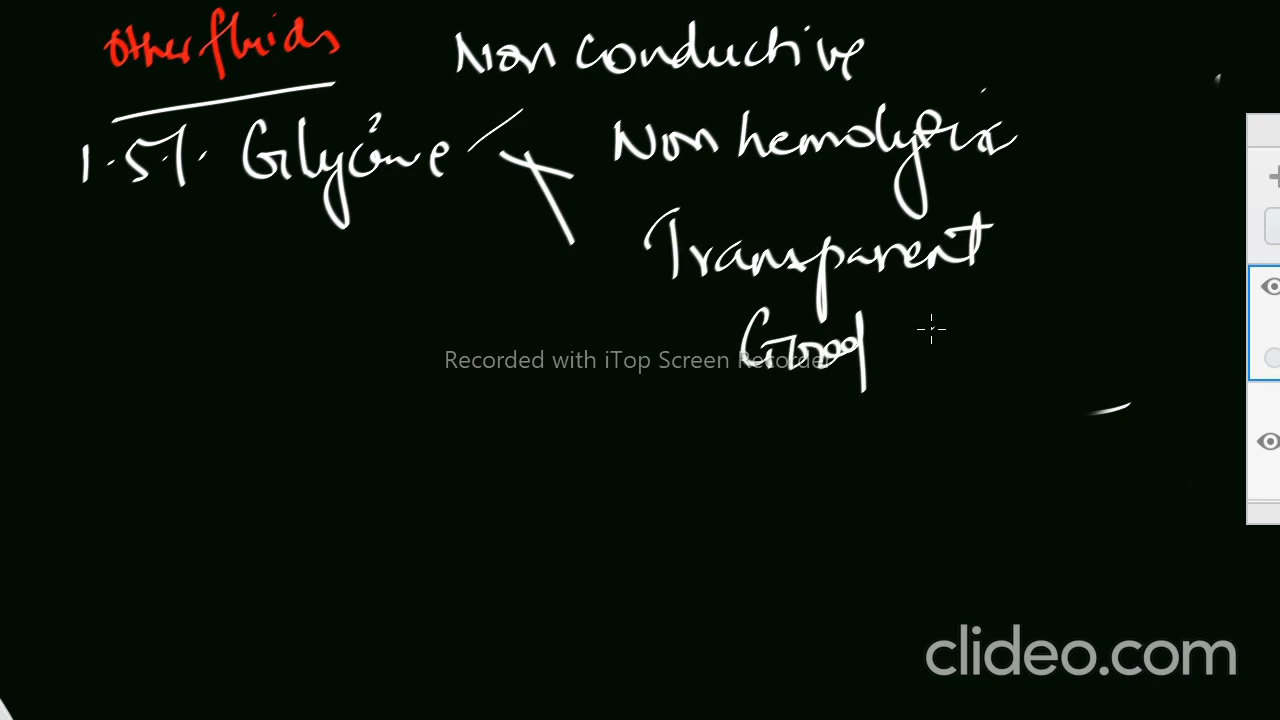 Other fluids
Non conductive
1.5%. Glycine
Non hemolytic
Transparent
Good
Recorded with iTop Screen Recorder
clideo.com